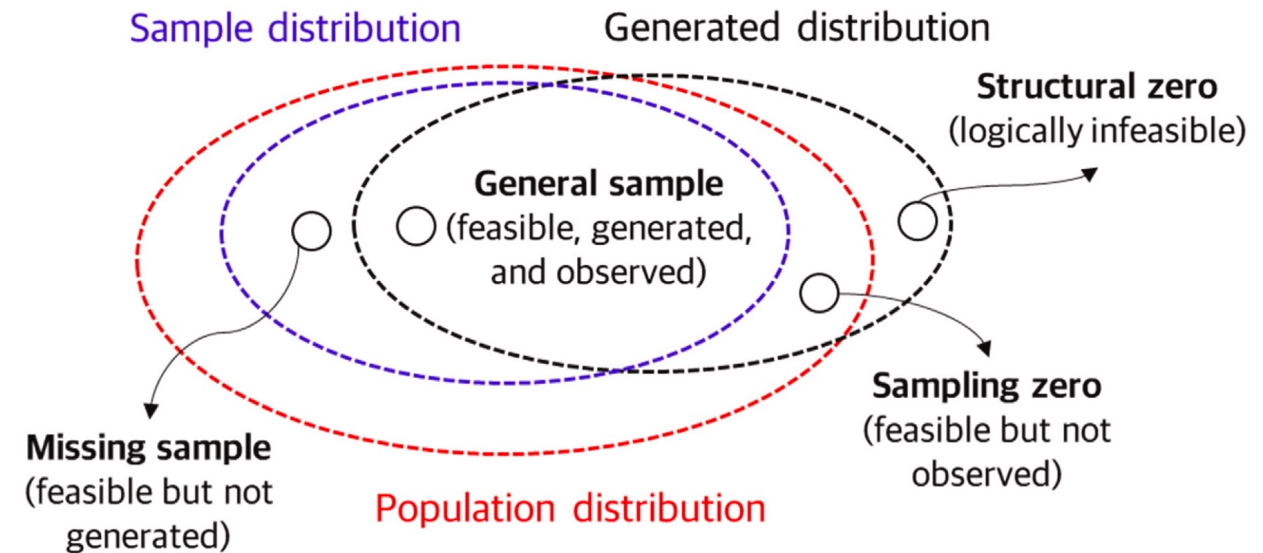 Sample distribution
Generated distribution
Structural zero
(logically infeasible)
General sample
(feasible, generated,
and observed)
Sampling zero
(feasible but not
observed)
Missing sample
(feasible but not
generated)
Population distribution